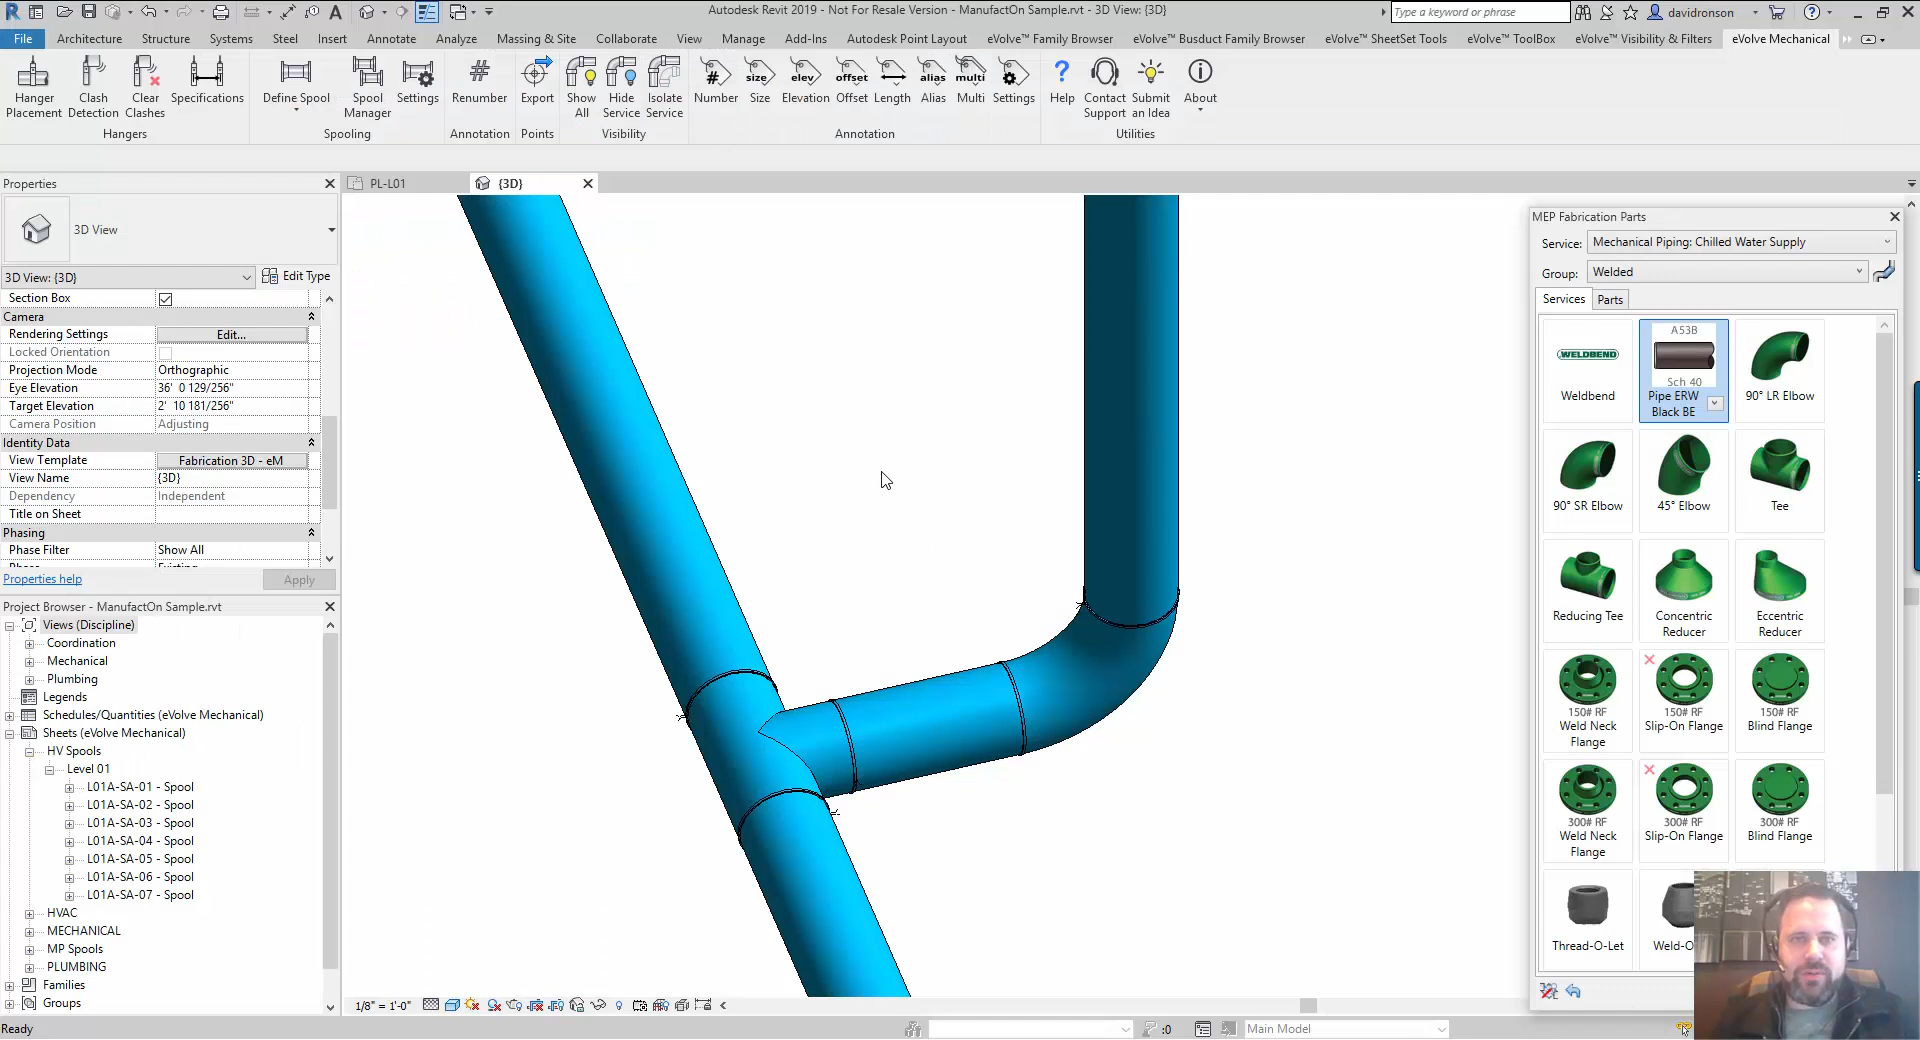 Autodesk Revit 2019 - Not For Resale Version - ManufactOn Sample.rvt - 3D View: {3D}
Type a keyword or phrase
davidronson
File Architecture Structure Systems Steel Insert Annotate Analyze Massing & Site Collaborate View Manage Add-Ins Autodesk Point Layout eVolve™ Family Browser eVolve™ Busduct Family Browser eVolve™ SheetSet Tools eVolve™ ToolBox eVolve™ Visibility & Filters eVolve Mechanical
# size elev offset alias multi
Hanger Placement
Clash Detection
Clear Clashes
Specifications
Define Spool
Spool Manager
Settings
Renumber
Export
Show All
Hide Service
Isolate Service
Number
Size
Elevation
Offset
Length
Alias
Multi
Settings
Help
Contact Support
Submit an Idea
About
Hangers
Spooling
Annotation
Points
Visibility
Annotation
Utilities
Properties
PL-L01
{3D}
3D View
3D View: {3D}
Edit Type
Section Box
Camera
Rendering Settings Edit...
Locked Orientation
Projection Mode Orthographic
Eye Elevation 36' 0 129/256"
Target Elevation 2' 10 181/256"
Camera Position Adjusting
Identity Data
View Template Fabrication 3D - eM
View Name {3D}
Dependency Independent
Title on Sheet
Phasing
Phase Filter Show All
Properties help
Apply
Project Browser - ManufactOn Sample.rvt
Views (Discipline)
Coordination
Mechanical
Plumbing
Legends
Schedules/Quantities (eVolve Mechanical)
Sheets (eVolve Mechanical)
HV Spools
Level 01
L01A-SA-01 - Spool
L01A-SA-02 - Spool
L01A-SA-03 - Spool
L01A-SA-04 - Spool
L01A-SA-05 - Spool
L01A-SA-06 - Spool
L01A-SA-07 - Spool
HVAC
MECHANICAL
MP Spools
PLUMBING
Families
Groups
MEP Fabrication Parts
Service: Mechanical Piping: Chilled Water Supply
Group: Welded
Services Parts
WELDBEND
Weldbend
A53B
Sch 40
Pipe ERW Black BE
90° LR Elbow
90° SR Elbow
45° Elbow
Tee
Reducing Tee
Concentric Reducer
Eccentric Reducer
150# RF
Weld Neck Flange
150# RF
Slip-On Flange
150# RF
Blind Flange
300# RF
Weld Neck Flange
300# RF
Slip-On Flange
300# RF
Blind Flange
Thread-O-Let
Weld-O
1/8" = 1'-0"
Ready
:0
Main Model